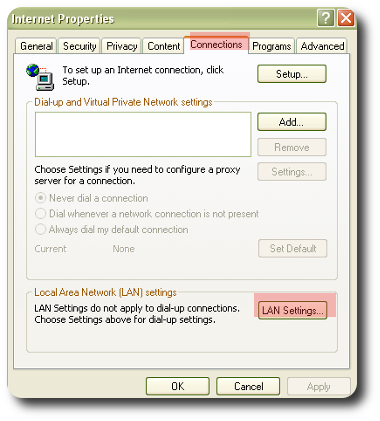 Internet Properties
General Security Privacy Content Connections Programs Advanced
To set up an Internet connection, click
Setup.
Setup...
Dial-up and Virtual Private Network settings
Add...
Remove
Choose Settings if you need to configure a proxy
server for a connection.
Settings...
Never dial a connection
Dial whenever a network connection is not present
Always dial my default connection
Current None Set Default
Local Area Network (LAN) settings
LAN Settings do not apply to dial-up connections.
Choose Settings above for dial-up settings.
LAN Settings...
OK Cancel Apply